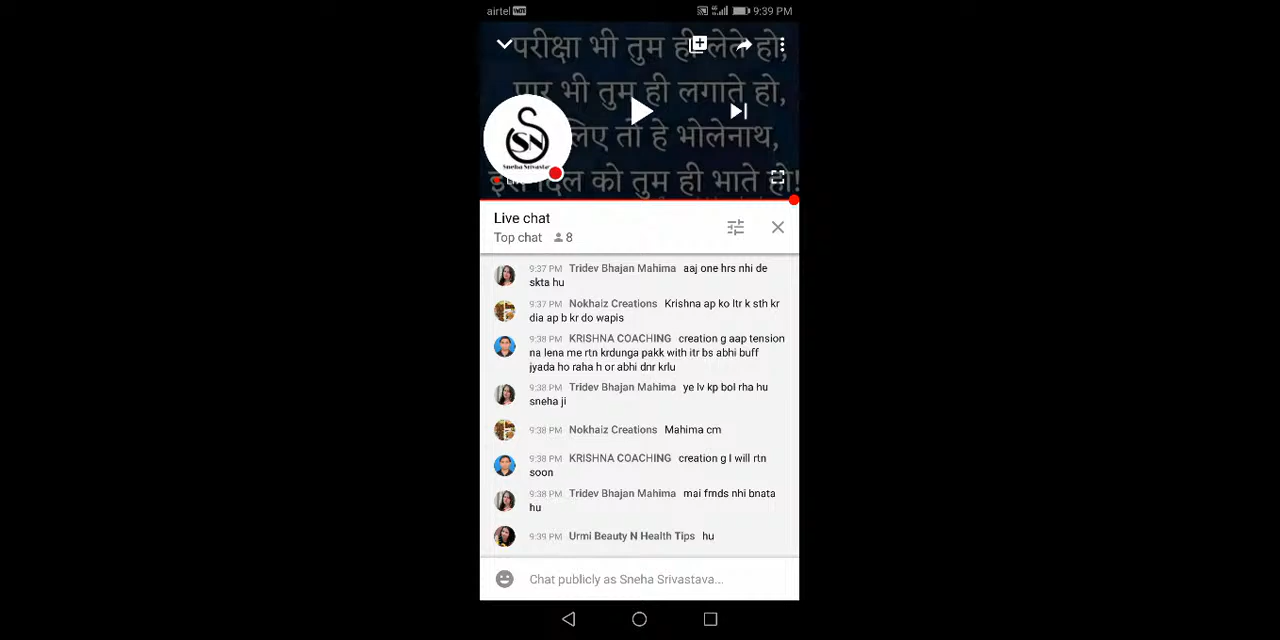 airtel
9:39 PM
परीक्षा भी तुम ही लेते हो,
पार भी तुम ही लगाते हो,
लिए तो हे भोलेनाथ,
SN
Sneha Srivastava
दिल को तुम ही भाते हो!
Live chat
Top chat 8
9:37 PM Tridev Bhajan Mahima aaj one hrs nhi de
skta hu
9:37 PM Nokhaiz Creations Krishna ap ko ltr k sth kr
dia ap b kr do wapis
9:38 PM KRISHNA COACHING creation g aap tension
na lena me rtn krdunga pakk with itr bs abhi buff
jyada ho raha h or abhi dnr krlu
9:38 PM Tridev Bhajan Mahima ye lv kp bol rha hu
sneha ji
9:38 PM Nokhaiz Creations Mahima cm
9:38 PM KRISHNA COACHING creation g I will rtn
soon
9:38 PM Tridev Bhajan Mahima mai frnds nhi bnata
hu
9:39 PM Urmi Beauty N Health Tips hu
Chat publicly as Sneha Srivastava...